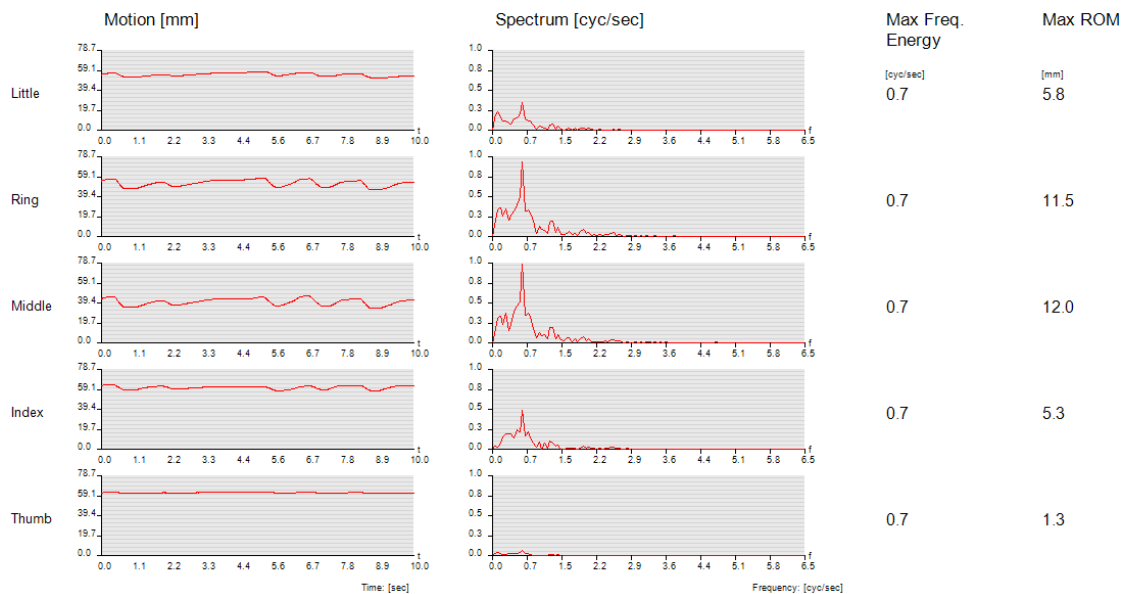 Motion [mm] Spectrum [cyc/sec] Max Freq. Energy Max ROM
[cyc/sec] [mm]
Little 0.7 5.8
78.7 1.0
59.1 0.8
39.4 0.5
19.7 0.3
0.0 0.0
t f
0.0 1.1 2.2 3.3 4.4 5.6 6.7 7.8 8.9 10.0 0.0 0.7 1.5 2.2 2.9 3.6 4.4 5.1 5.8 6.5
Ring 0.7 11.5
78.7 1.0
59.1 0.8
39.4 0.5
19.7 0.3
0.0 0.0
t f
0.0 1.1 2.2 3.3 4.4 5.6 6.7 7.8 8.9 10.0 0.0 0.7 1.5 2.2 2.9 3.6 4.4 5.1 5.8 6.5
Middle 0.7 12.0
78.7 1.0
59.1 0.8
39.4 0.5
19.7 0.3
0.0 0.0
t f
0.0 1.1 2.2 3.3 4.4 5.6 6.7 7.8 8.9 10.0 0.0 0.7 1.5 2.2 2.9 3.6 4.4 5.1 5.8 6.5
Index 0.7 5.3
78.7 1.0
59.1 0.8
39.4 0.5
19.7 0.3
0.0 0.0
t f
0.0 1.1 2.2 3.3 4.4 5.6 6.7 7.8 8.9 10.0 0.0 0.7 1.5 2.2 2.9 3.6 4.4 5.1 5.8 6.5
Thumb 0.7 1.3
78.7 1.0
59.1 0.8
39.4 0.5
19.7 0.3
0.0 0.0
t f
0.0 1.1 2.2 3.3 4.4 5.6 6.7 7.8 8.9 10.0 0.0 0.7 1.5 2.2 2.9 3.6 4.4 5.1 5.8 6.5
Time: [sec] Frequency: [cyc/sec]